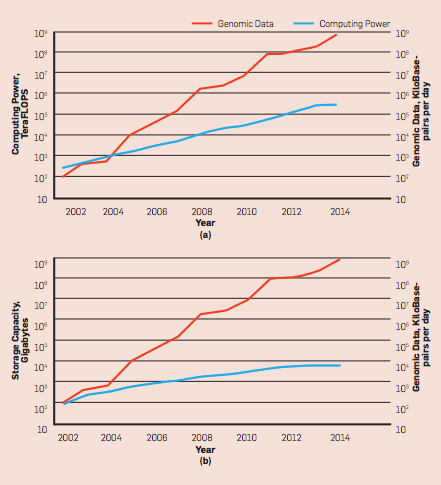 Genomic Data Computing Power
10⁹ 10⁹
10⁸ 10⁸
10⁷ 10⁷
10⁶ 10⁶
10⁵ 10⁵
10⁴ 10⁴
10³ 10³
10² 10²
10 10
Computing Power,
TeraFLOPS
Genomic Data, KiloBase-
pairs per day
2002 2004 2006 2008 2010 2012 2014
Year
(a)
10⁹ 10⁹
10⁸ 10⁸
10⁷ 10⁷
10⁶ 10⁶
10⁵ 10⁵
10⁴ 10⁴
10³ 10³
10² 10²
10 10
Storage Capacity,
Gigabytes
Genomic Data, KiloBase-
pairs per day
2002 2004 2006 2008 2010 2012 2014
Year
(b)